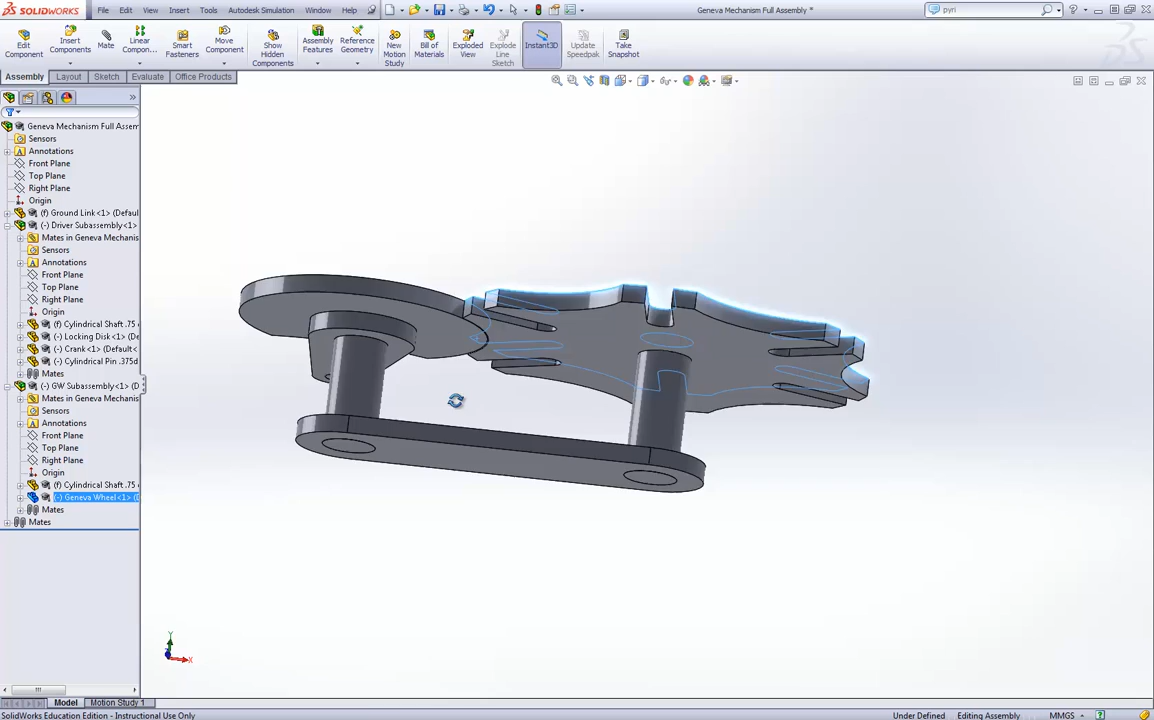 SOLIDWORKS
File
Edit
View
Insert
Tools
Autodesk Simulation
Window
Help
Geneva Mechanism Full Assembly *
pyri
Edit Component
Insert Components
Mate
Linear Compon...
Smart Fasteners
Move Component
Show Hidden Components
Assembly Features
Reference Geometry
New Motion Study
Bill of Materials
Exploded View
Explode Line Sketch
Instant3D
Update Speedpak
Take Snapshot
Assembly
Layout
Sketch
Evaluate
Office Products
Geneva Mechanism Full Assem
Sensors
Annotations
Front Plane
Top Plane
Right Plane
Origin
(f) Ground Link<1> (Defaul
(-) Driver Subassembly<1>
Mates in Geneva Mechanis
Sensors
Annotations
Front Plane
Top Plane
Right Plane
Origin
(f) Cylindrical Shaft .75
(-) Locking Disk<1> (De
(-) Crank<1> (Default<
(-) Cylindrical Pin .375d
Mates
(-) GW Subassembly<1> (D
Mates in Geneva Mechanis
Sensors
Annotations
Front Plane
Top Plane
Right Plane
Origin
(f) Cylindrical Shaft .75
(-) Geneva Wheel<1> (D
Mates
Mates
Y
X
Model
Motion Study 1
SolidWorks Education Edition - Instructional Use Only
Under Defined
Editing Assembly
MMGS